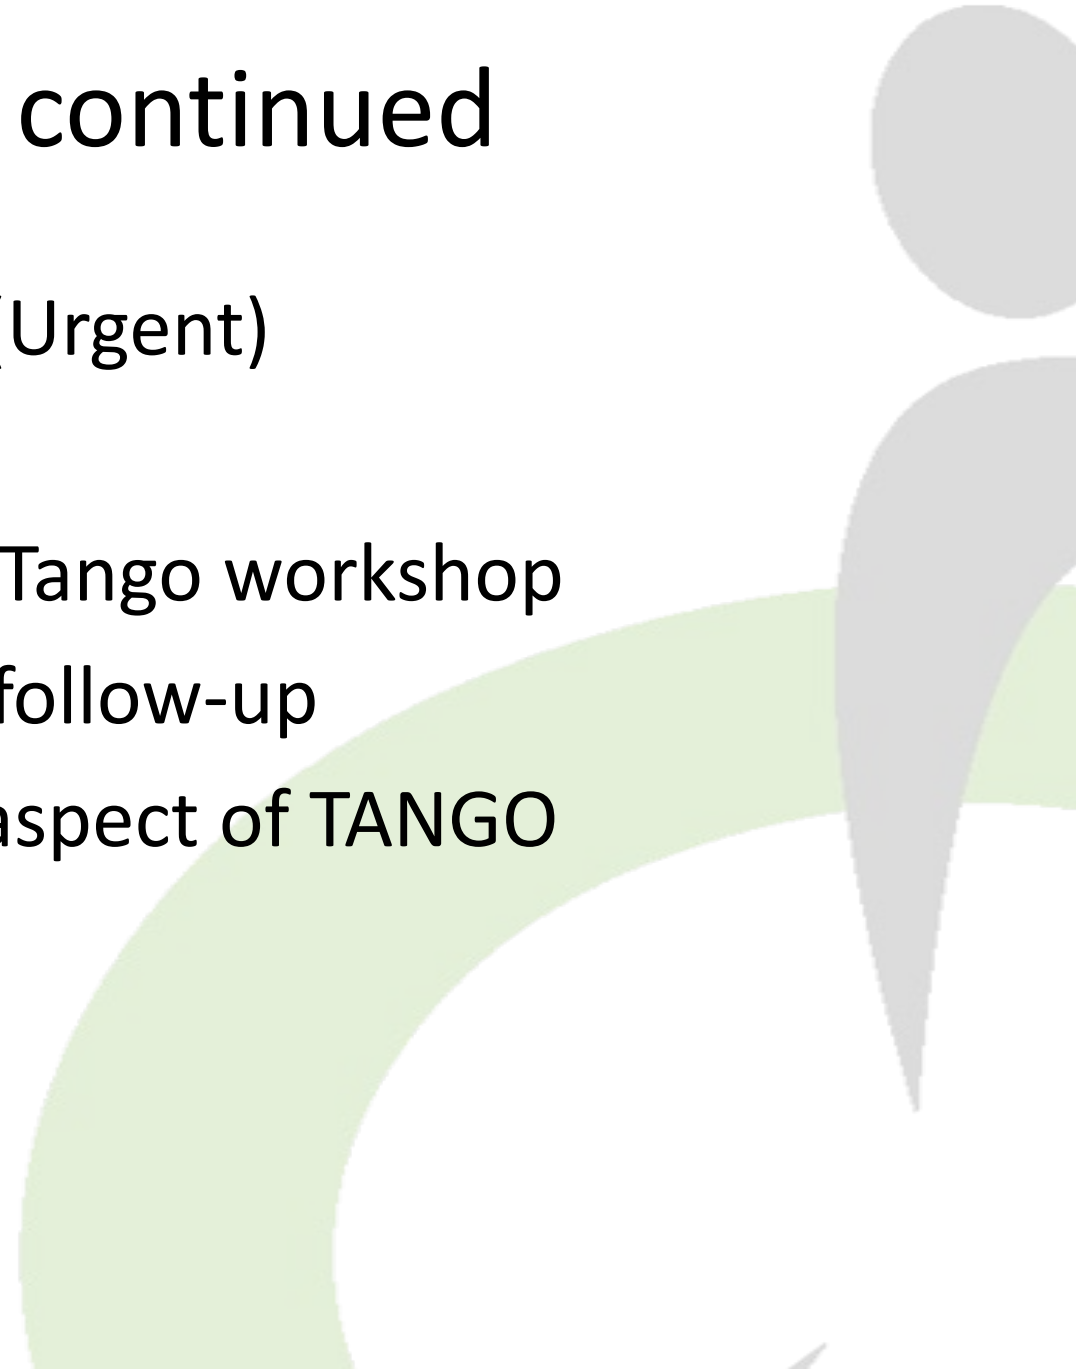 continued
(Urgent)
Tango workshop
follow-up
aspect of TANGO